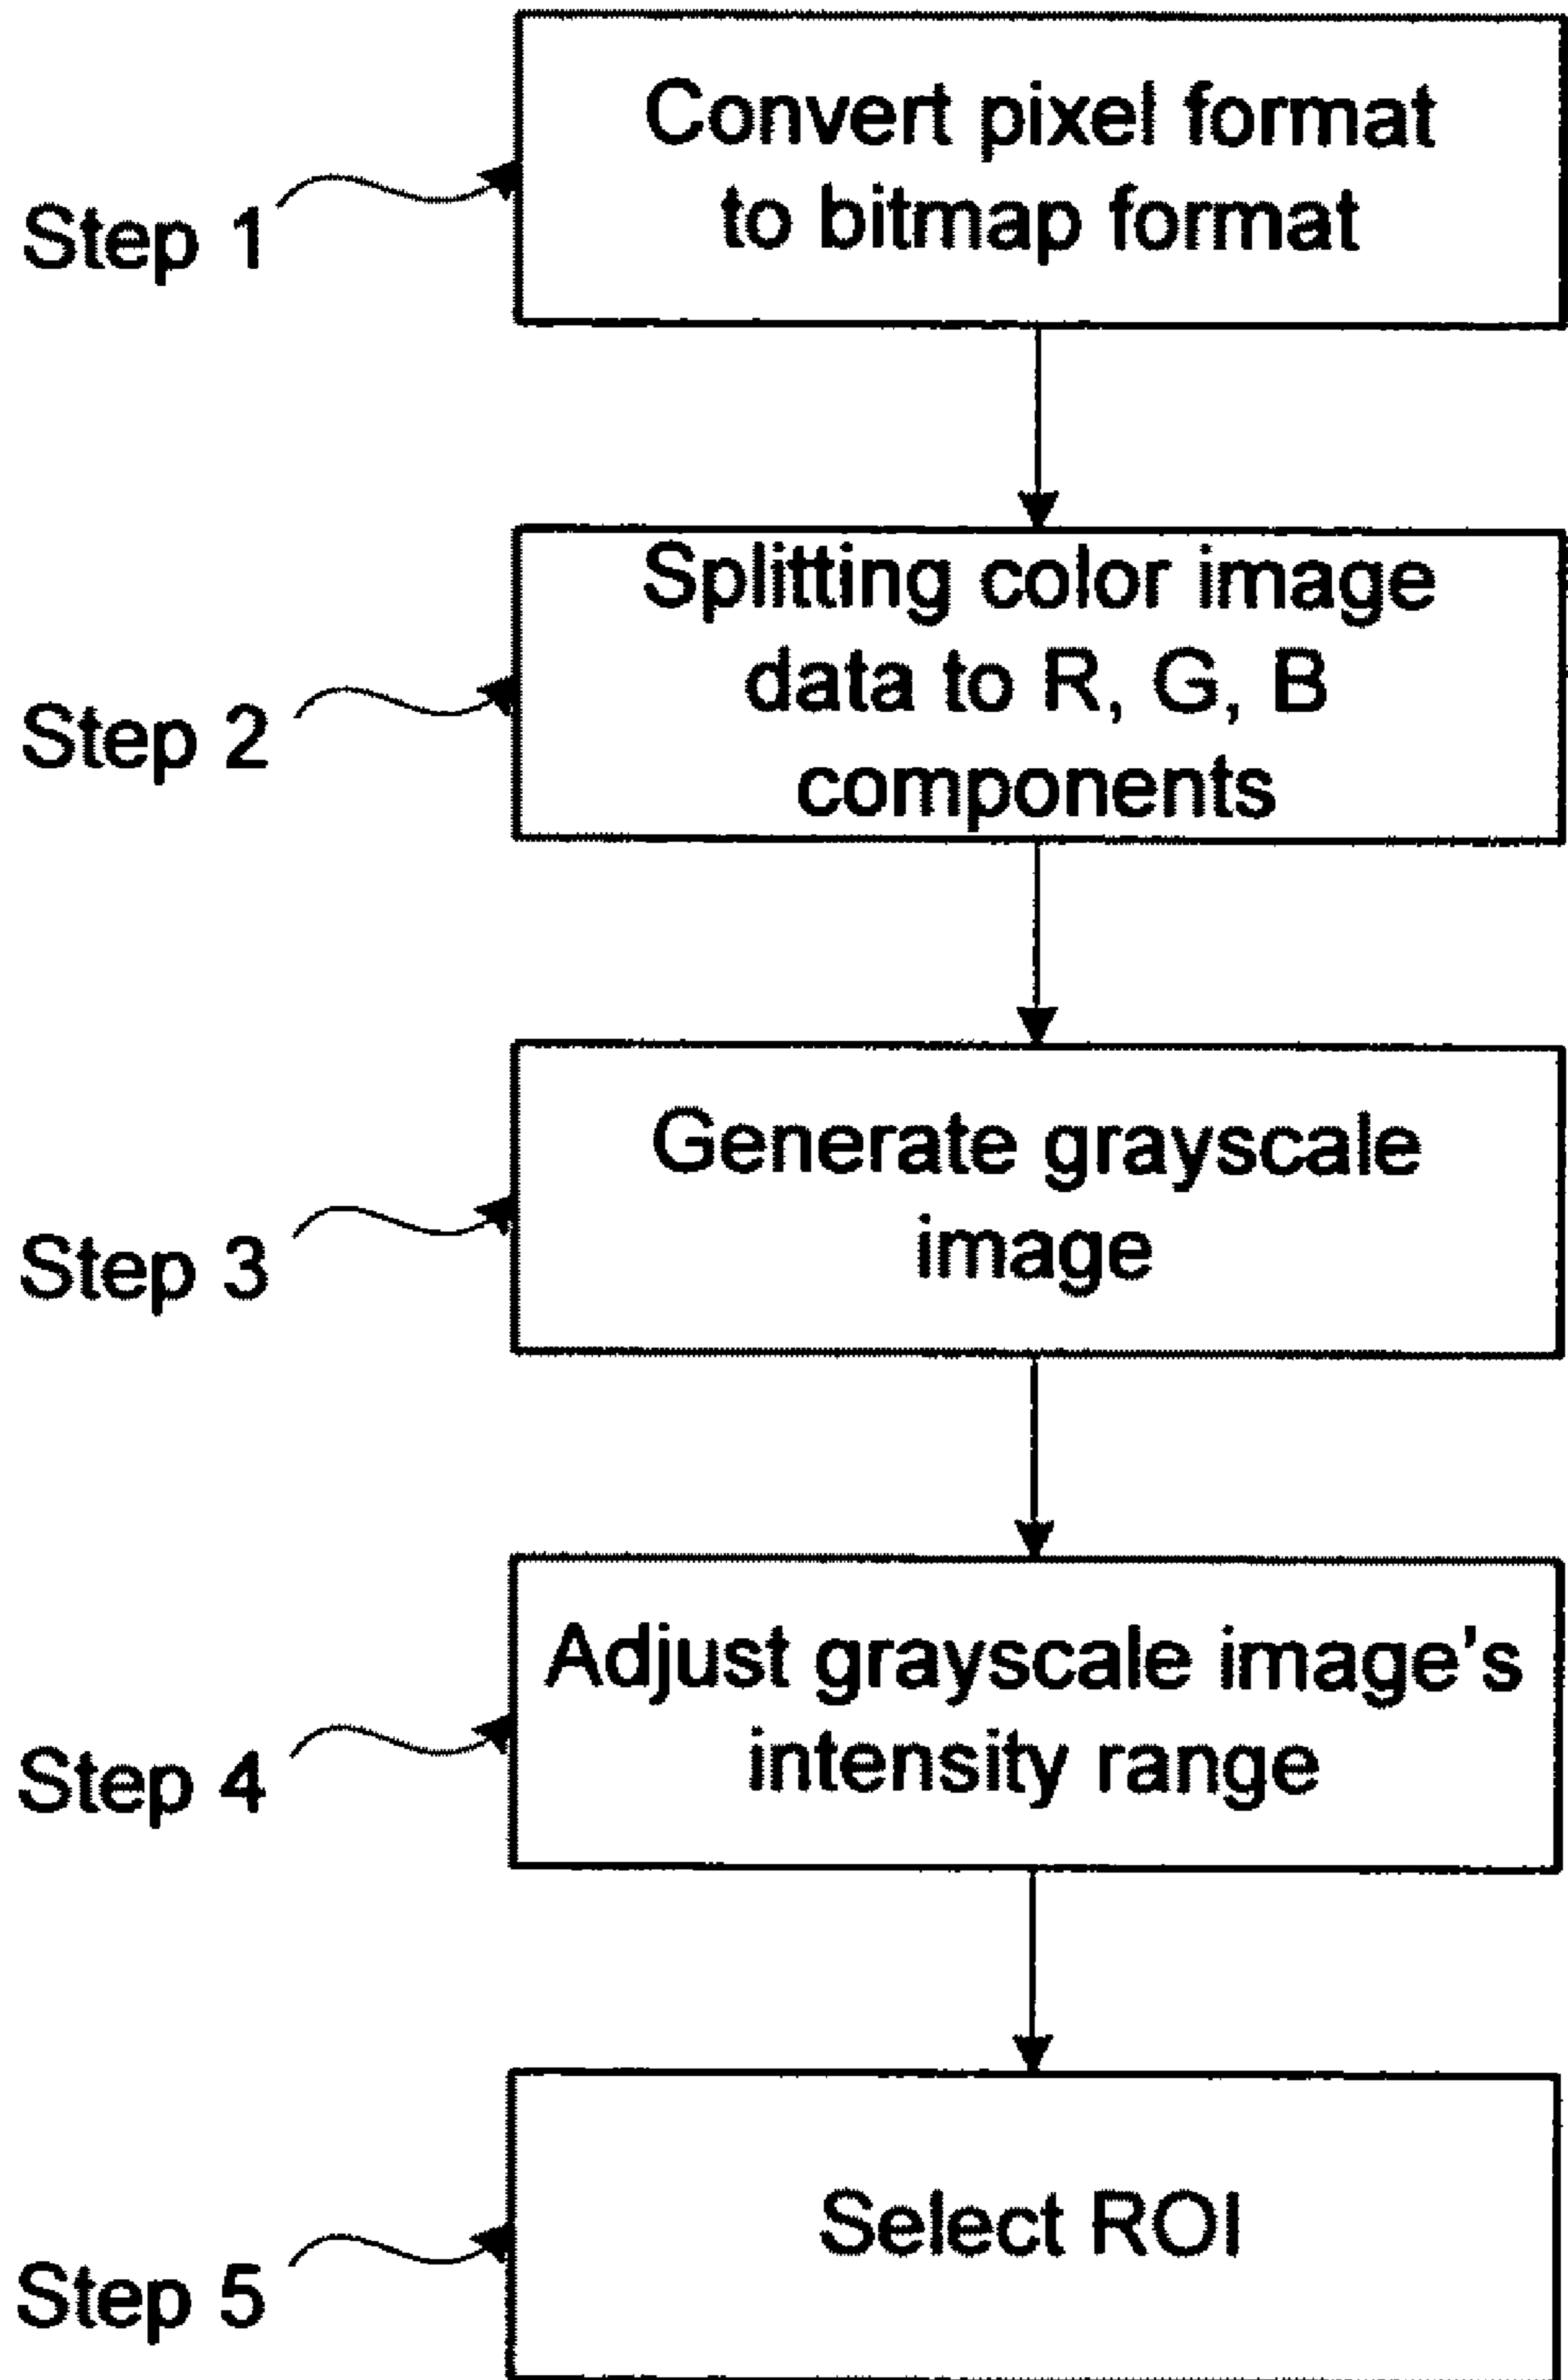 Convert pixel format
to bitmap format
Step 1
Splitting color image
data to R, G, B
components
Step 2
Generate grayscale
image
Step 3
Adjust grayscale image's
intensity range
Step 4
Select ROI
Step 5